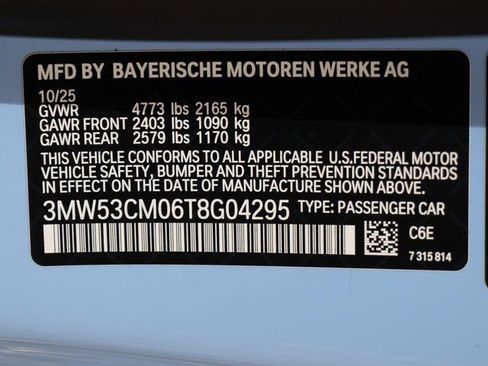 MFD BY BAYERISCHE MOTOREN WERKE AG
10/25
GVWR 4773 lbs 2165 kg
GAWR FRONT 2403 lbs 1090 kg
GAWR REAR 2579 lbs 1170 kg
THIS VEHICLE CONFORMS TO ALL APPLICABLE U.S.FEDERAL MOTOR
VEHICLE SAFETY, BUMPER AND THEFT PREVENTION STANDARDS
IN EFFECT ON THE DATE OF MANUFACTURE SHOWN ABOVE.
3MW53CM06T8G04295 TYPE: PASSENGER CAR
C6E
7 315 814